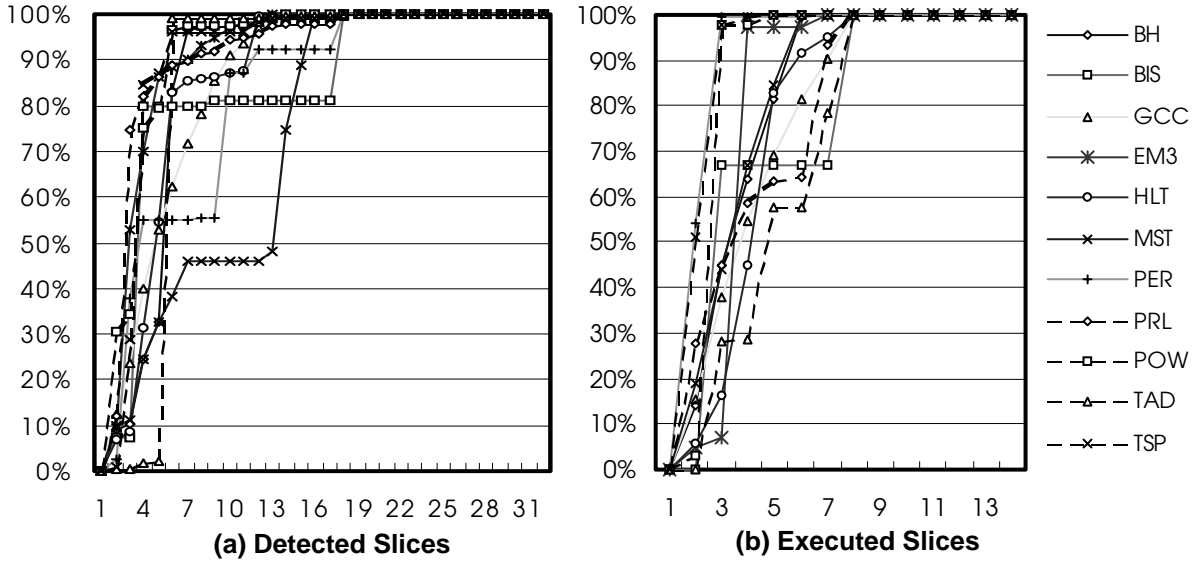 100%
90%
80%
70%
60%
50%
40%
30%
20%
10%
0%
1 4 7 10 13 16 19 22 25 28 31
(a) Detected Slices
100%
90%
80%
70%
60%
50%
40%
30%
20%
10%
0%
1 3 5 7 9 11 13
(b) Executed Slices
BH
BIS
GCC
EM3
HLT
MST
PER
PRL
POW
TAD
TSP